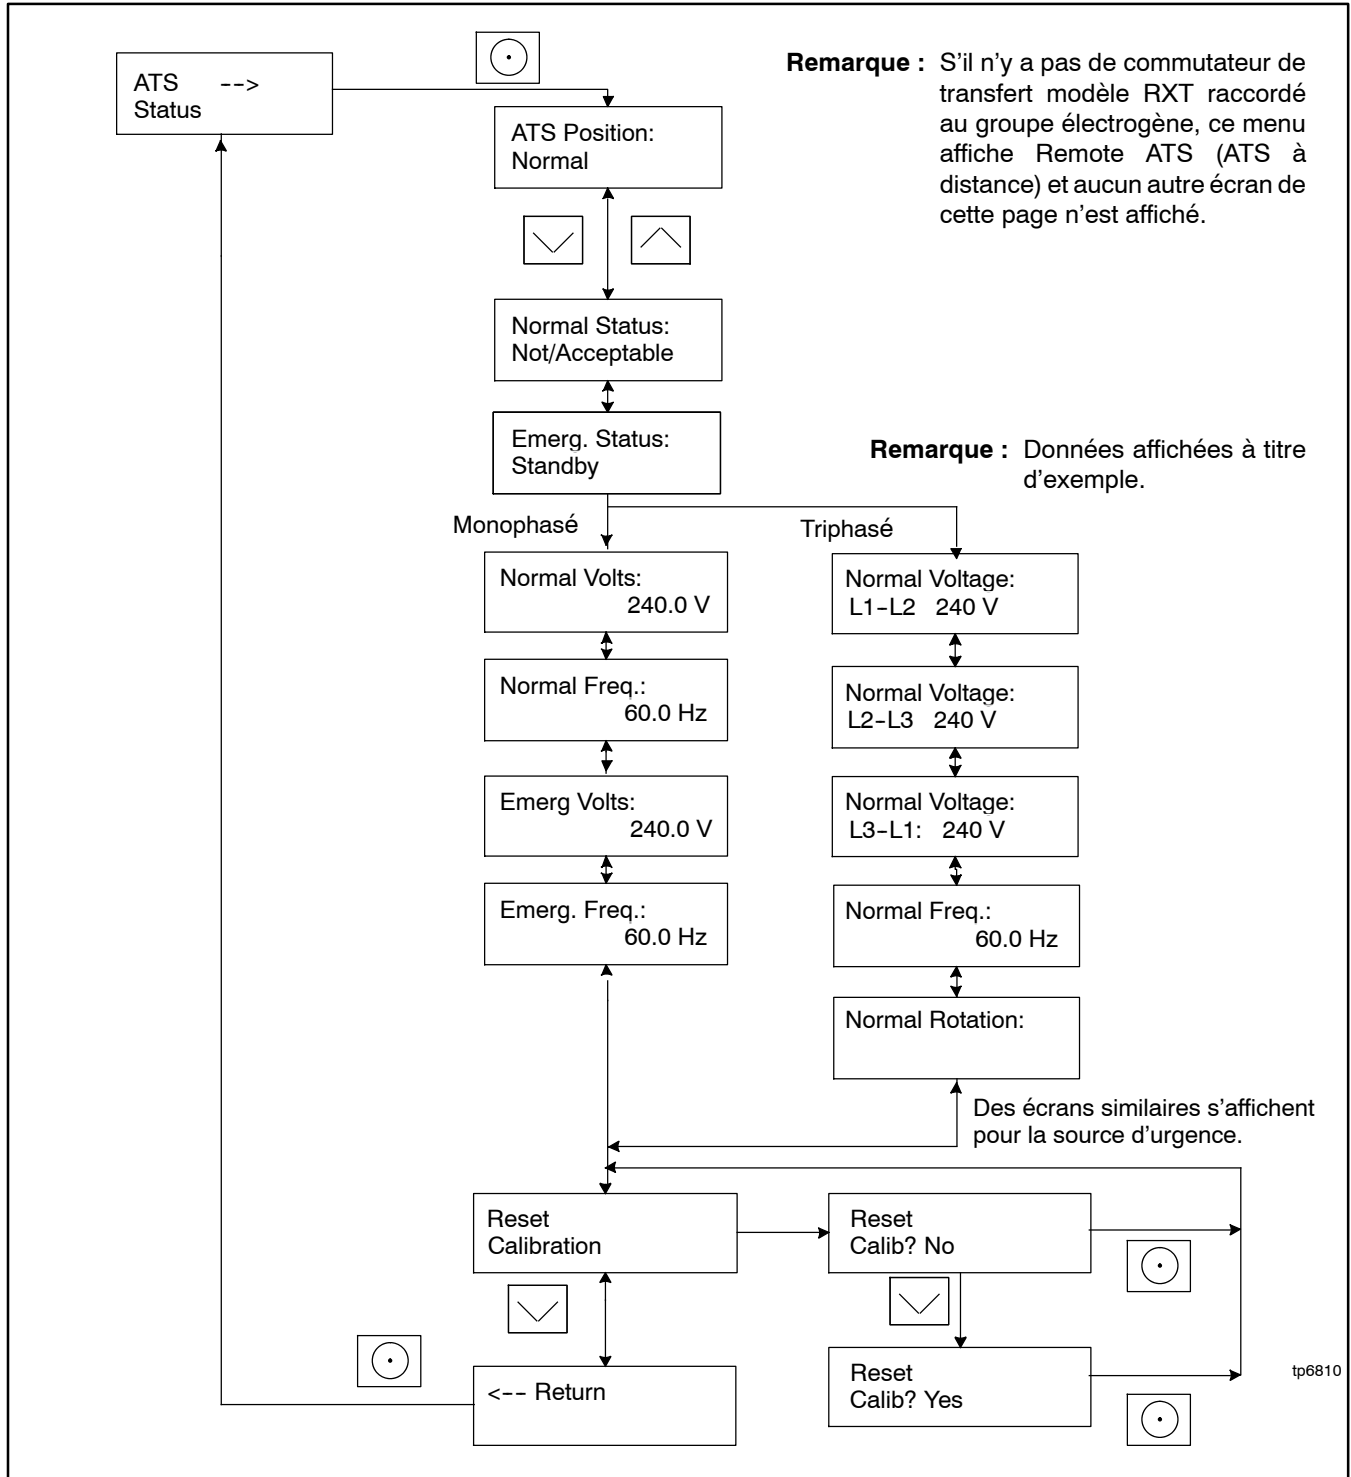 ATS -->
Status
Remarque : S'il n'y a pas de commutateur de
transfert modèle RXT raccordé
au groupe électrogène, ce menu
affiche Remote ATS (ATS à
distance) et aucun autre écran de
cette page n'est affiché.
ATS Position:
Normal
Normal Status:
Not/Acceptable
Emerg. Status:
Standby
Remarque : Données affichées à titre
d'exemple.
Monophasé
Triphasé
Normal Volts:
240.0 V
Normal Freq.:
60.0 Hz
Emerg Volts:
240.0 V
Emerg. Freq.:
60.0 Hz
Normal Voltage:
L1-L2 240 V
Normal Voltage:
L2-L3 240 V
Normal Voltage:
L3-L1: 240 V
Normal Freq.:
60.0 Hz
Normal Rotation:
Des écrans similaires s'affichent
pour la source d'urgence.
Reset
Calibration
Reset
Calib? No
<-- Return
Reset
Calib? Yes
tp6810